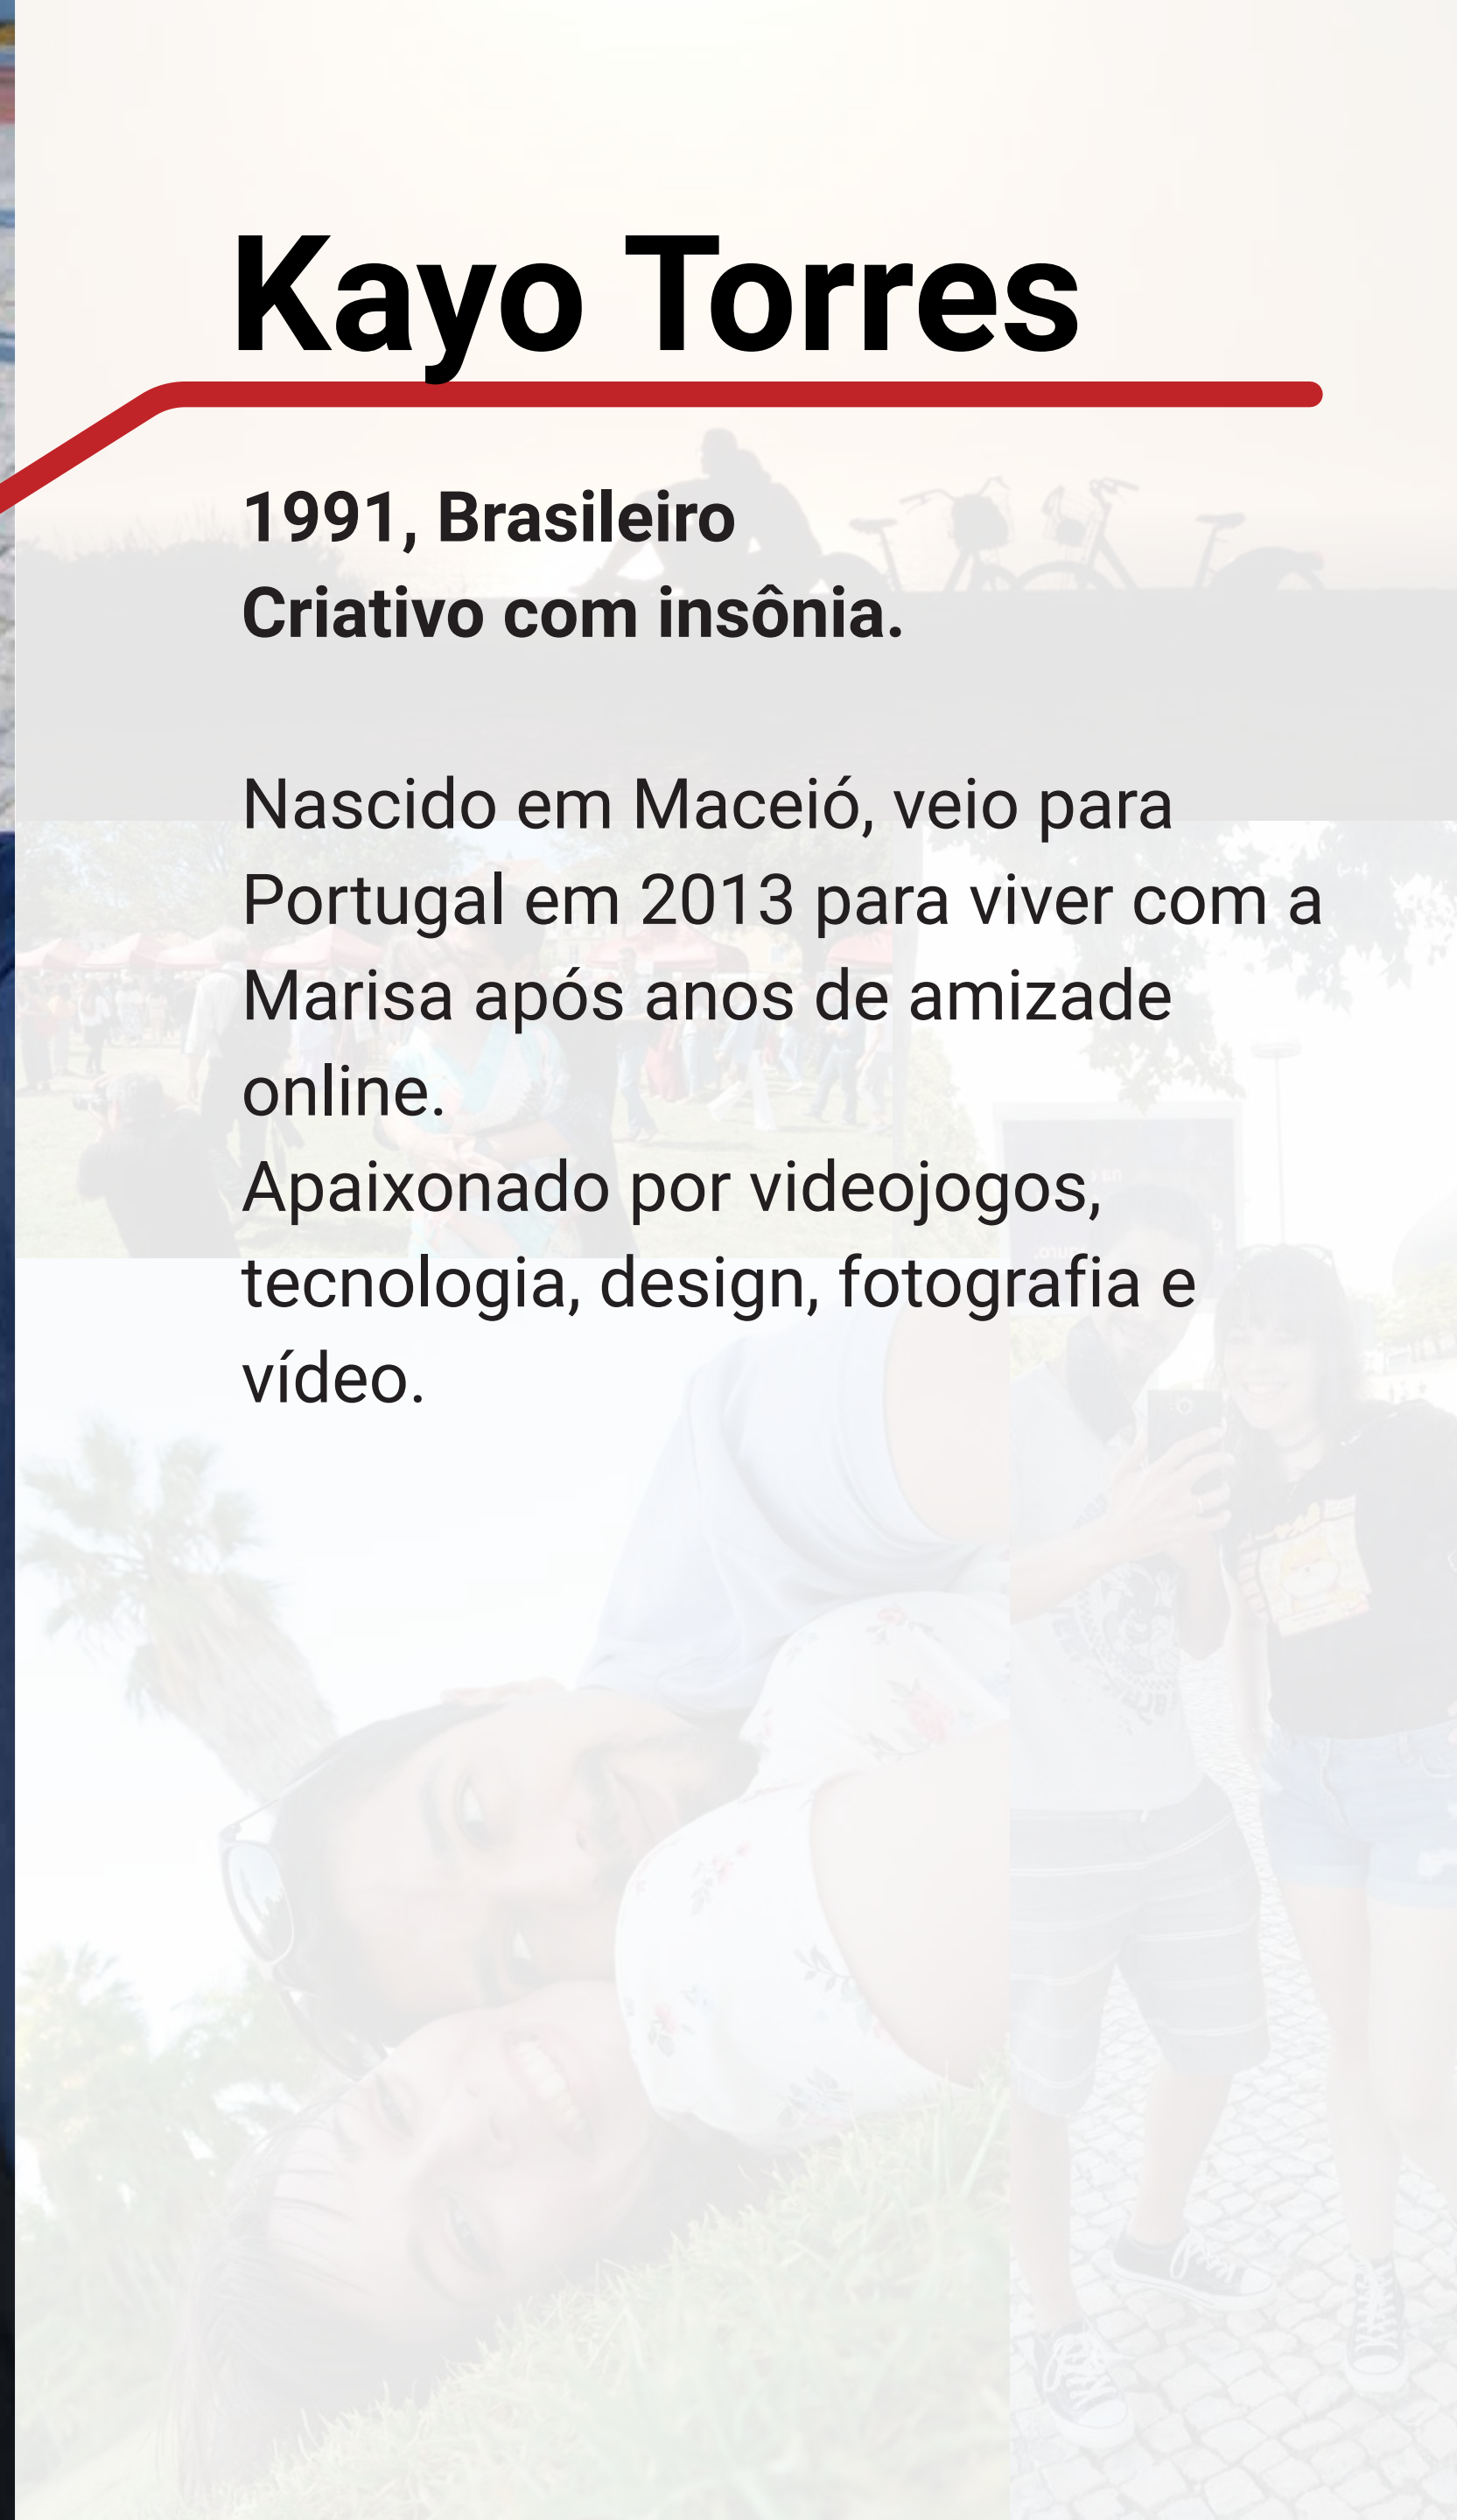 Kayo Torres
1991, Brasileiro
Criativo com insônia.
Nascido em Maceió, veio para
Portugal em 2013 para viver com a
Marisa após anos de amizade
online.
Apaixonado por videojogos,
tecnologia, design, fotografia e
vídeo.